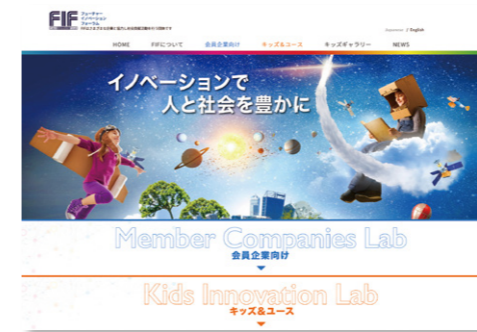 FIF
フューチャー
イノベーション
フォーラム
Japanese / English
HOME FIFについて 会員企業向け キッズ&ユース キッズギャラリー NEWS
イノベーションで
人と社会を豊かに
Member Companies Lab
会員企業向け
Kids Innovation Lab
キッズ&ユース